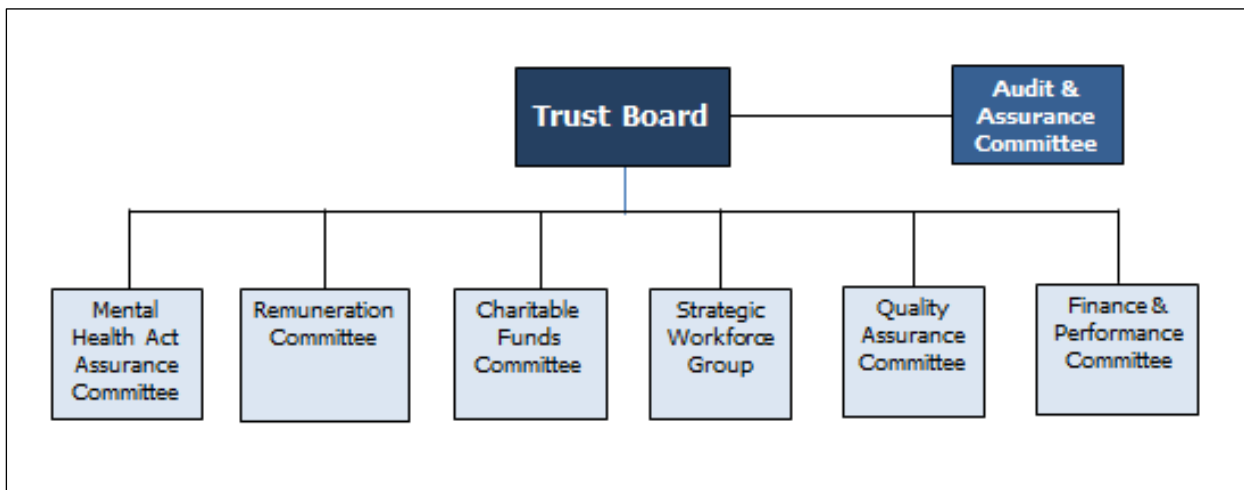 Trust Board
Audit &
Assurance
Committee
Mental
Health Act
Assurance
Committee
Remuneration
Committee
Charitable
Funds
Committee
Strategic
Workforce
Group
Quality
Assurance
Committee
Finance &
Performance
Committee